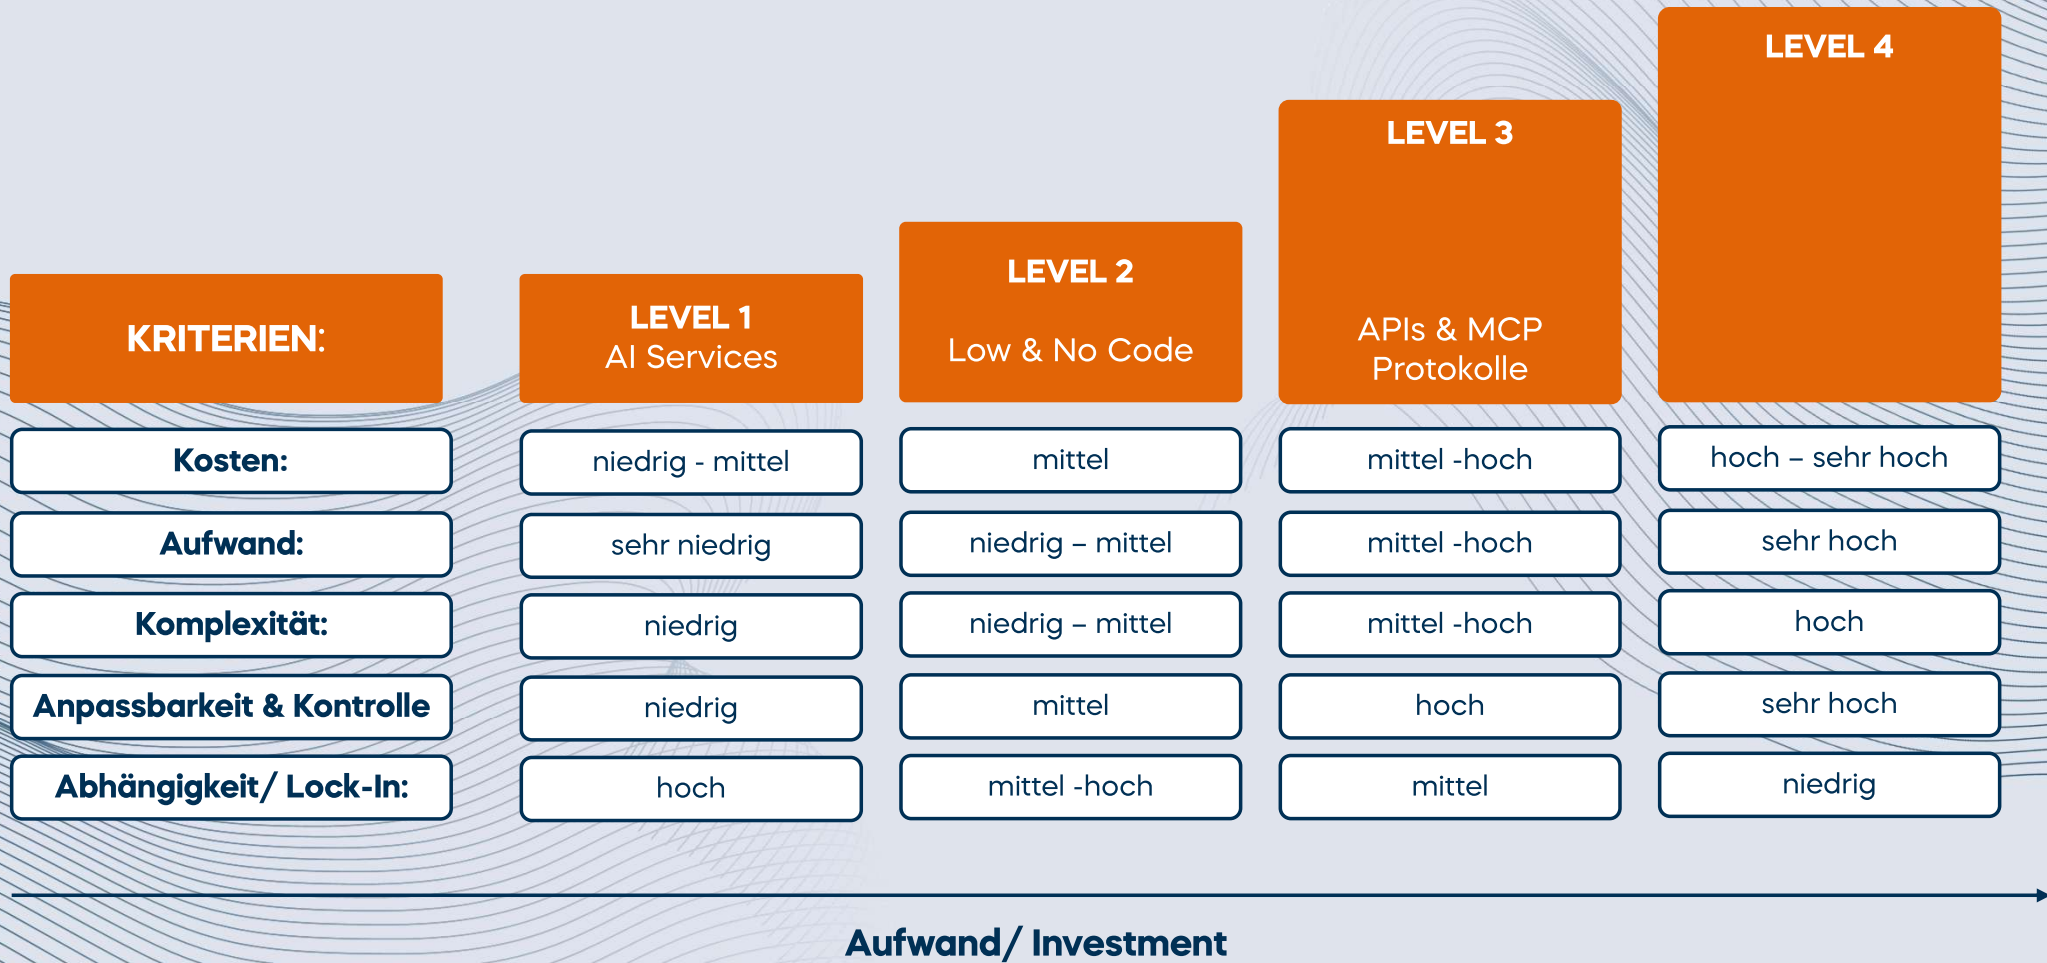 LEVEL 4
LEVEL 3
APIs & MCP
Protokolle
LEVEL 2
Low & No Code
LEVEL 1
AI Services
KRITERIEN:
Kosten:
niedrig - mittel
mittel
mittel -hoch
hoch – sehr hoch
Aufwand:
sehr niedrig
niedrig – mittel
mittel -hoch
sehr hoch
Komplexität:
niedrig
niedrig – mittel
mittel -hoch
hoch
Anpassbarkeit & Kontrolle
niedrig
mittel
hoch
sehr hoch
Abhängigkeit/ Lock-In:
hoch
mittel -hoch
mittel
niedrig
Aufwand/ Investment